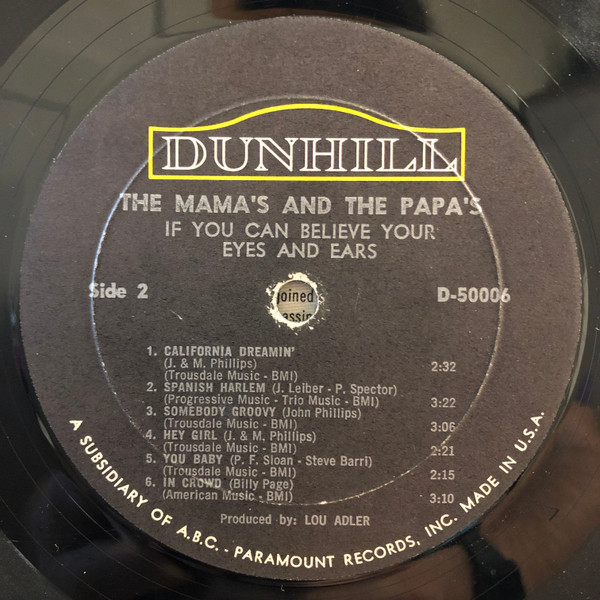 DUNHILL
THE MAMA'S AND THE PAPA'S
IF YOU CAN BELIEVE YOUR
EYES AND EARS
Side 2
D-50006
joined
1. CALIFORNIA DREAMIN'
(J. & M. Phillips)
(Trousdale Music - BMI) 2:32
2. SPANISH HARLEM (J. Leiber - P. Spector)
(Progressive Music - Trio Music - BMI) 3:22
3. SOMEBODY GROOVY (John Phillips)
(Trousdale Music - BMI) 3:06
4. HEY GIRL (J. & M. Phillips)
(Trousdale Music - BMI) 2:21
5. YOU BABY (P. F. Sloan - Steve Barri)
(Trousdale Music - BMI) 2:15
6. IN CROWD (Billy Page)
(American Music - BMI) 3:10
Produced by: LOU ADLER
A SUBSIDIARY OF A.B.C. - PARAMOUNT RECORDS, INC. MADE IN U.S.A.